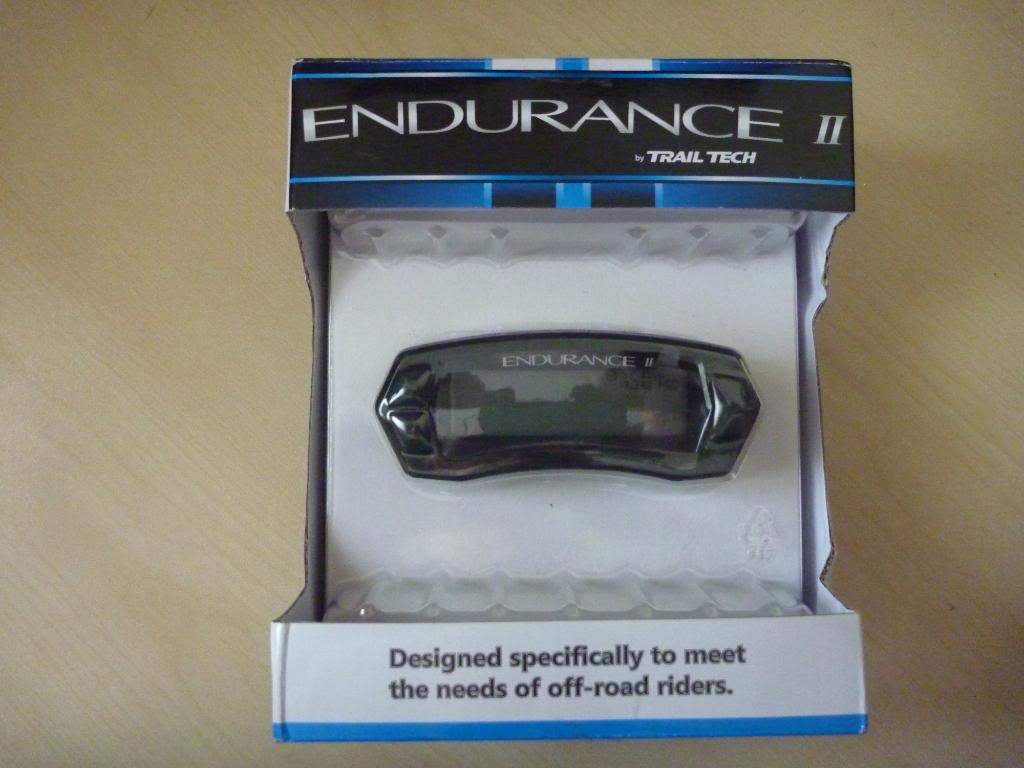 ENDURANCE II
by TRAIL TECH
ENDURANCE II
Designed specifically to meet
the needs of off-road riders.